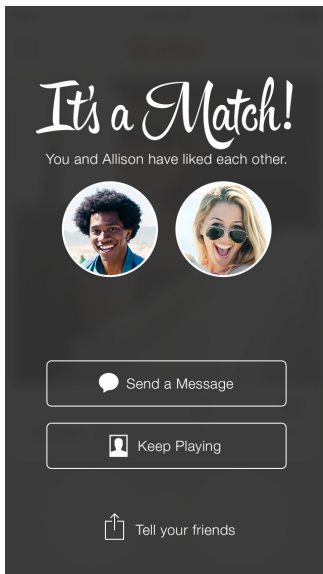 It's a Match!
You and Allison have liked each other.
Send a Message
Keep Playing
Tell your friends